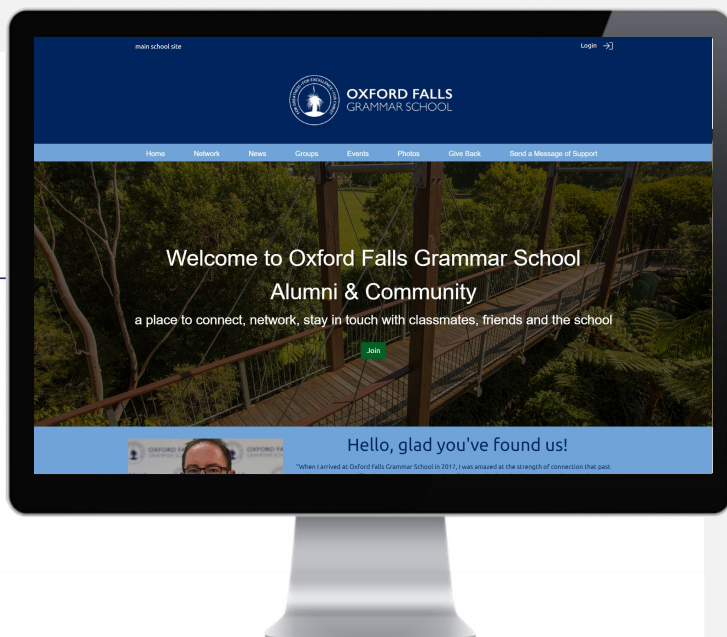 main school site
Login
OXFORD FALLS
GRAMMAR SCHOOL
Home Network News Groups Events Photos Give Back Send a Message of Support
Welcome to Oxford Falls Grammar School
Alumni & Community
a place to connect, network, stay in touch with classmates, friends and the school
Join
Hello, glad you've found us!
"When I arrived at Oxford Falls Grammar School in 2017, I was amazed at the strength of connection that past